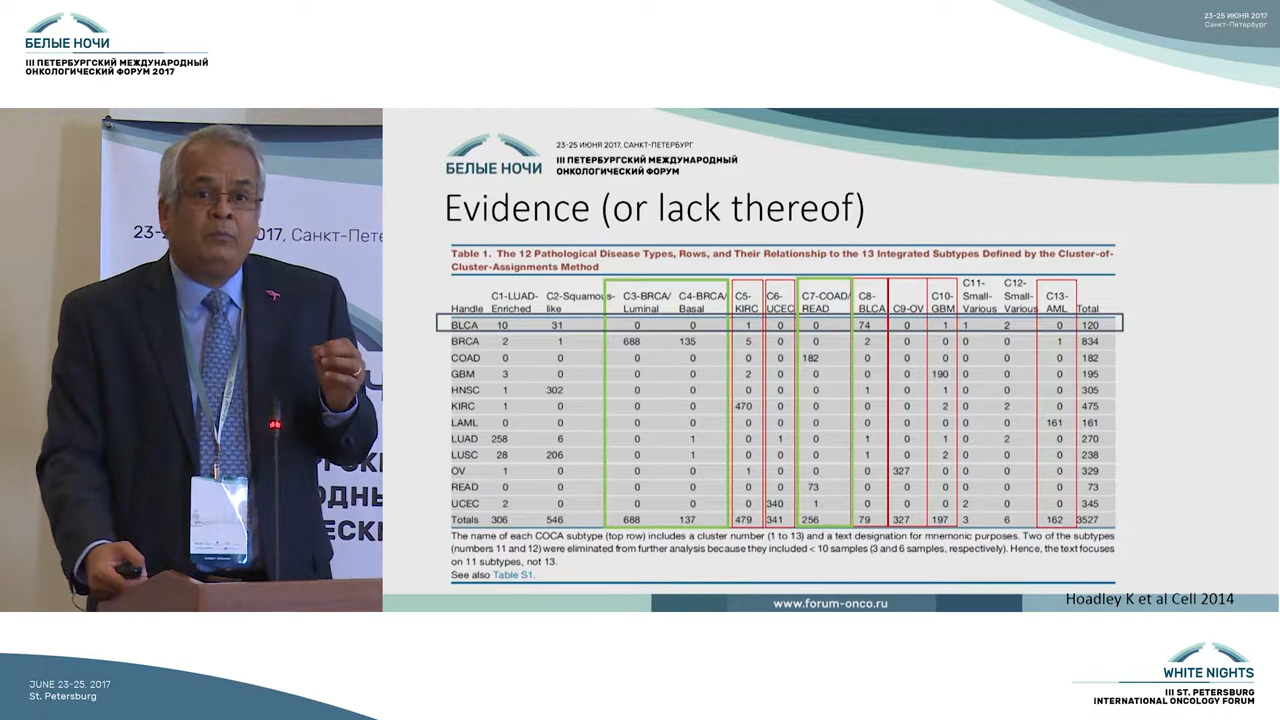 БЕЛЫЕ НОЧИ
III ПЕТЕРБУРГСКИЙ МЕЖДУНАРОДНЫЙ
ОНКОЛОГИЧЕСКИЙ ФОРУМ 2017
23-25 ИЮНЯ 2017
Санкт-Петербург
2017, Санкт-Петер
23-25 ИЮНЯ 2017, САНКТ-ПЕТЕРБУРГ
БЕЛЫЕ НОЧИ
III ПЕТЕРБУРГСКИЙ МЕЖДУНАРОДНЫЙ
ОНКОЛОГИЧЕСКИЙ ФОРУМ
Evidence (or lack thereof)
Table 1. The 12 Pathological Disease Types, Rows, and Their Relationship to the 13 Integrated Subtypes Defined by the Cluster-of-
Cluster-Assignments Method
Handle C1-LUAD-Enriched C2-Squamous-like C3-BRCA/Luminal C4-BRCA/Basal C5-KIRC C6-UCEC C7-COAD/READ C8-BLCA C9-OV C10-GBM C11-Small-Various C12-Small-Various C13-AML Total
BLCA 10 31 0 0 1 0 0 74 0 1 1 2 0 120
BRCA 2 1 688 135 5 0 0 2 0 0 0 0 1 834
COAD 0 0 0 0 0 0 182 0 0 0 0 0 0 182
GBM 3 0 0 0 2 0 0 0 0 190 0 0 0 195
HNSC 1 302 0 0 0 0 0 1 0 0 0 1 0 305
KIRC 1 0 0 0 470 0 0 0 0 2 0 2 0 475
LAML 0 0 0 0 0 0 0 0 0 0 0 0 161 161
LUAD 258 6 0 1 0 1 0 1 0 1 0 2 0 270
LUSC 28 206 0 1 0 0 0 1 0 2 0 0 0 238
OV 1 0 0 0 1 0 0 0 327 0 0 0 0 329
READ 0 0 0 0 0 0 73 0 0 0 0 0 0 73
UCEC 2 0 0 0 0 340 1 0 0 0 2 0 0 345
Totals 306 546 688 137 479 341 256 79 327 197 3 6 162 3527
The name of each COCA subtype (top row) includes a cluster number (1 to 13) and a text designation for mnemonic purposes. Two of the subtypes
(numbers 11 and 12) were eliminated from further analysis because they included < 10 samples (3 and 6 samples, respectively). Hence, the text focuses
on 11 subtypes, not 13.
See also Table S1.
Hoadley K et al Cell 2014
www.forum-onco.ru
JUNE 23-25, 2017
St. Petersburg
WHITE NIGHTS
III ST. PETERSBURG
INTERNATIONAL ONCOLOGY FORUM